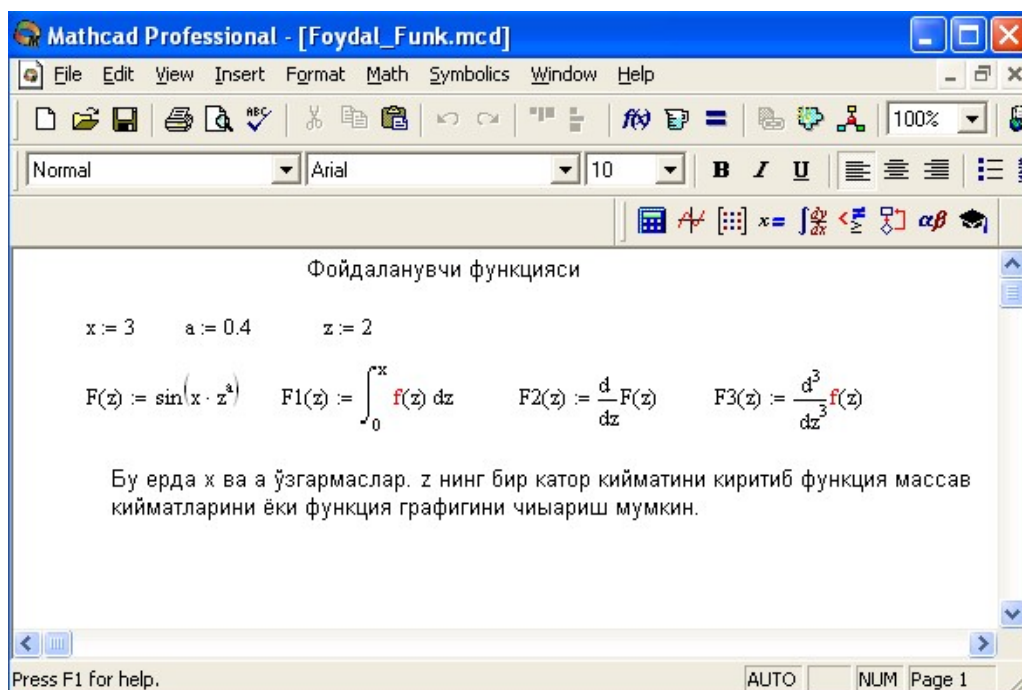 Mathcad Professional - [Foydal_Funk.mcd]
File Edit View Insert Format Math Symbolics Window Help
100%
Normal Arial 10 B I U
Фойдаланувчи функцияси
x := 3 a := 0.4 z := 2
F(z) := sin(x · z^a) F1(z) := ∫_0^x f(z) dz F2(z) := d/dz F(z) F3(z) := d^3/dz^3 f(z)
Бу ерда х ва а ўзгармаслар. z нинг бир катор кийматини киритиб функция массав
кийматларини ёки функция графигини чиыариш мумкин.
Press F1 for help. AUTO NUM Page 1